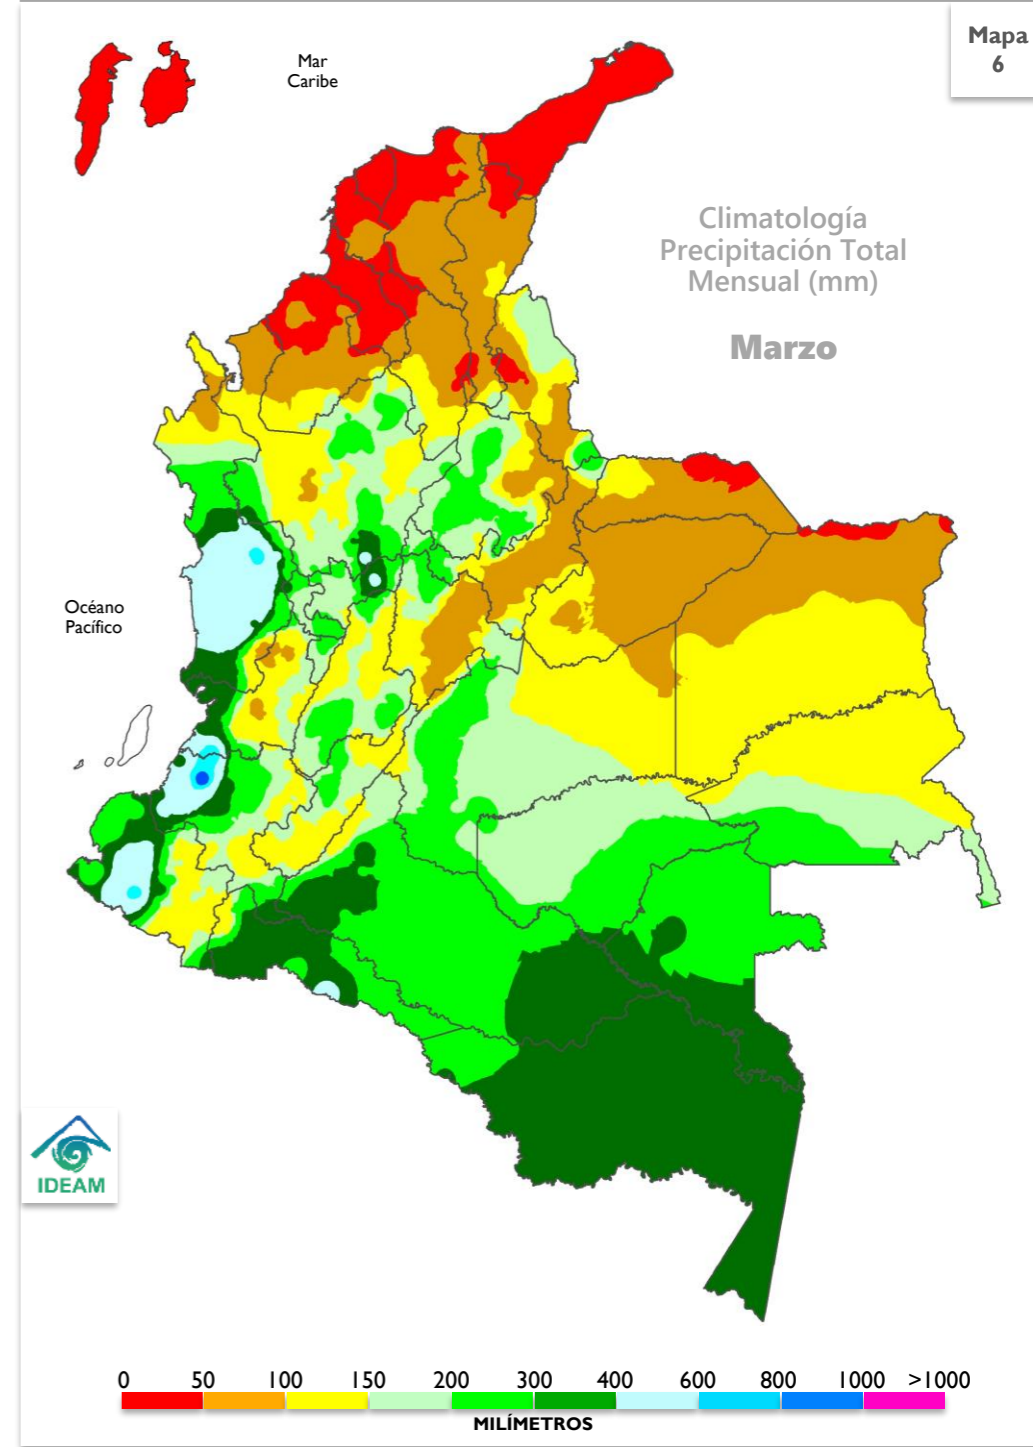 Mapa
6
Mar
Caribe
Climatología
Precipitación Total
Mensual (mm)
Marzo
Océano
Pacífico
IDEAM
0 50 100 150 200 300 400 600 800 1000 >1000
MILÍMETROS